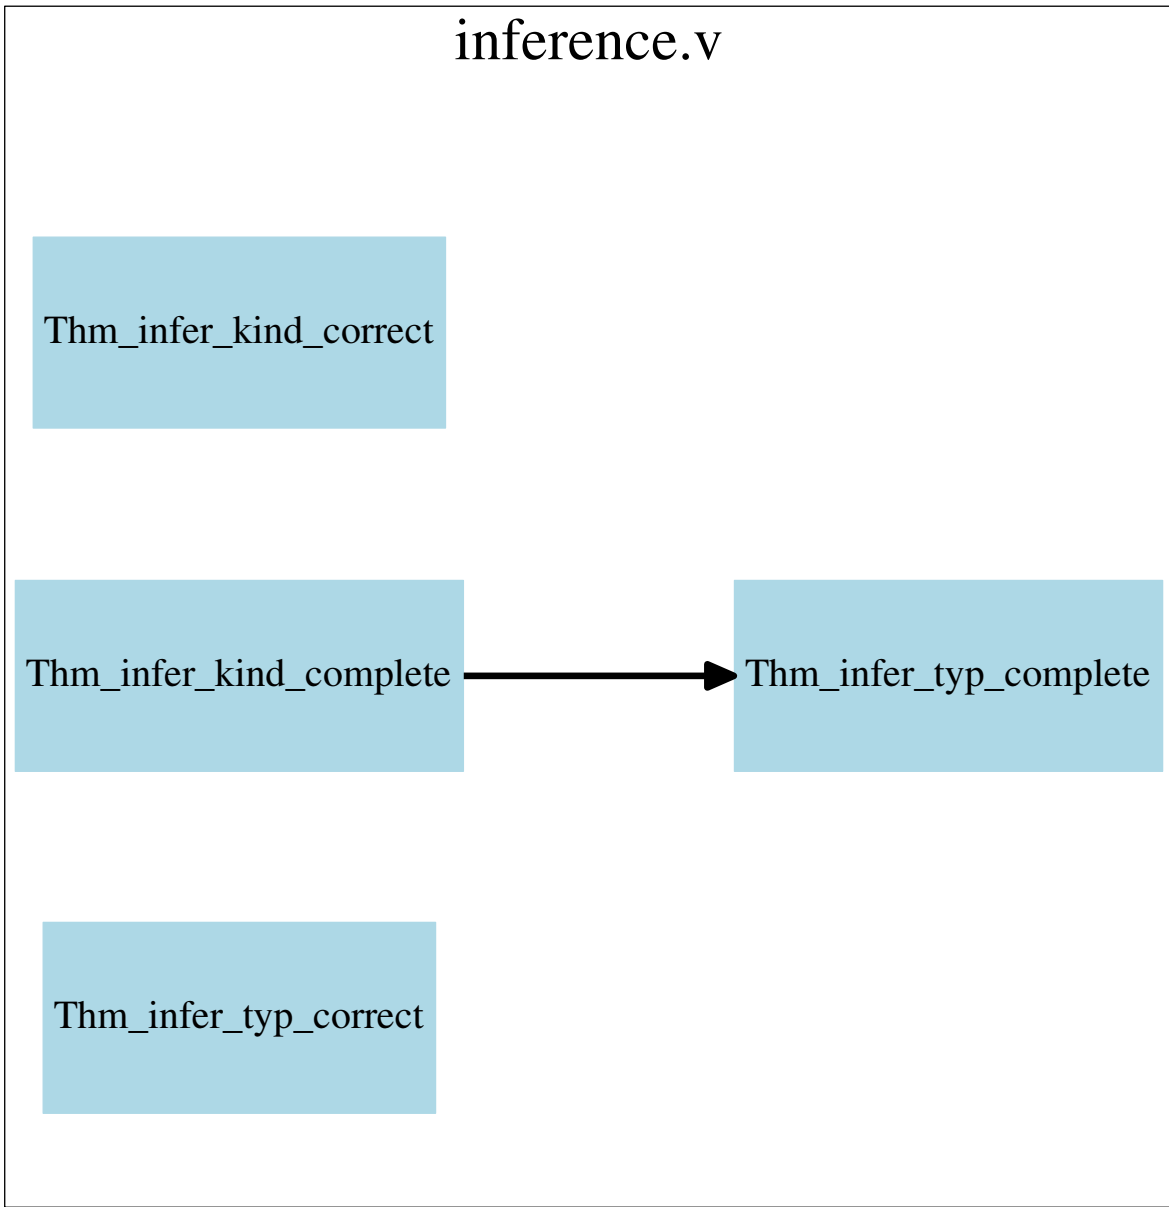 inference.v
Thm_infer_kind_correct
Thm_infer_kind_complete
Thm_infer_typ_complete
Thm_infer_typ_correct